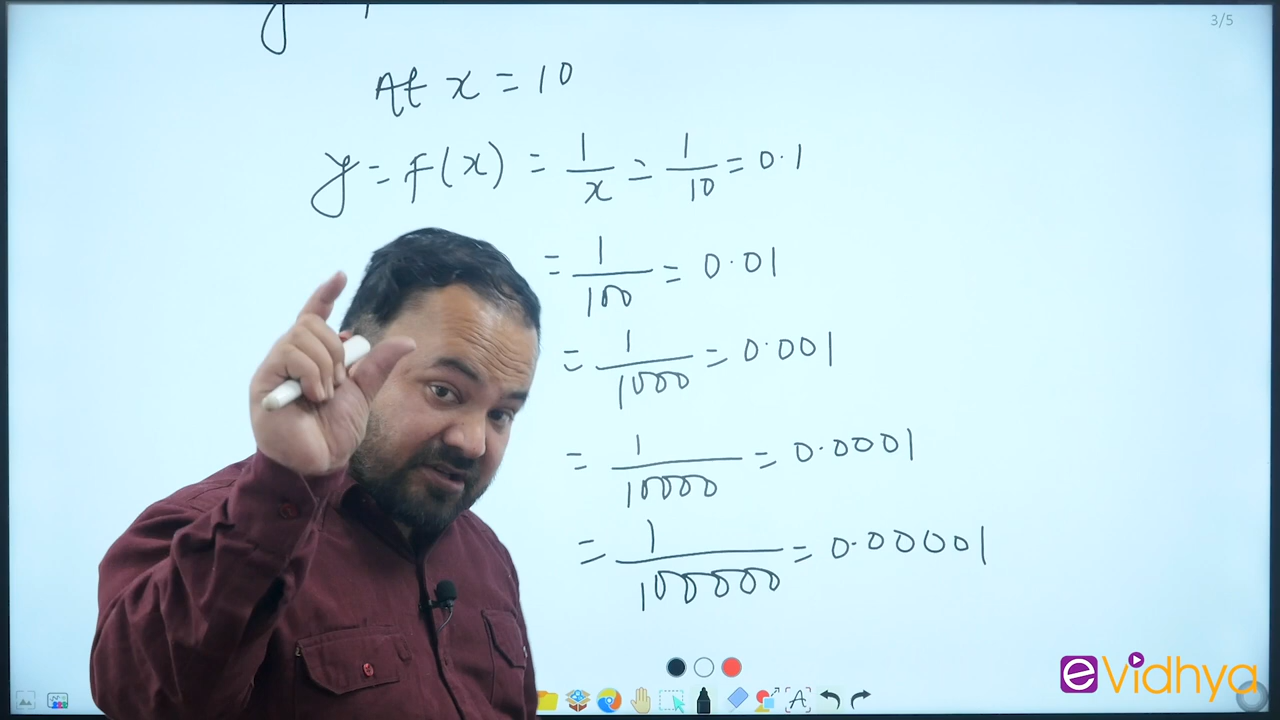 3/5
At x = 10
y = f(x) = 1/x = 1/10 = 0.1
= 1/100 = 0.01
= 1/1000 = 0.001
= 1/10000 = 0.0001
= 1/100000 = 0.00001
A
eVidhya